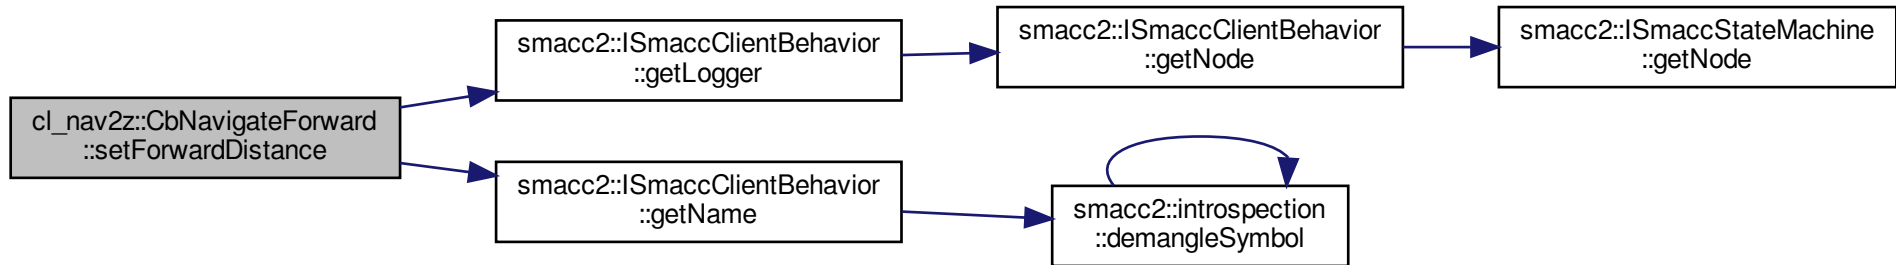 cl_nav2z::CbNavigateForward
::setForwardDistance
smacc2::ISmaccClientBehavior
::getLogger
smacc2::ISmaccClientBehavior
::getNode
smacc2::ISmaccStateMachine
::getNode
smacc2::ISmaccClientBehavior
::getName
smacc2::introspection
::demangleSymbol